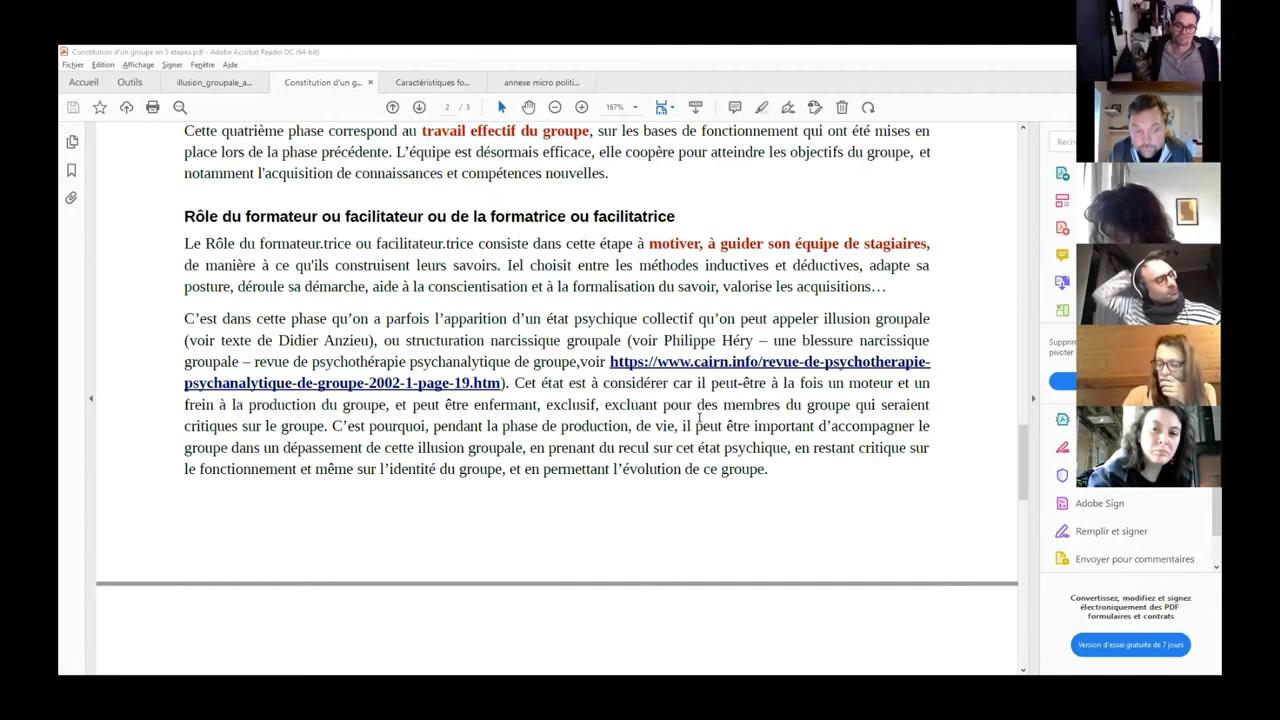 Constitution d'un groupe en 5 étapes.pdf - Adobe Acrobat Reader DC (64-bit)
Fichier Edition Affichage Signer Fenêtre Aide
Accueil Outils illusion_groupale_a... Constitution d'un g... × Caractéristiques fo... annexe micro politi...
2 / 3 167%
Cette quatrième phase correspond au travail effectif du groupe, sur les bases de fonctionnement qui ont été mises en
place lors de la phase précédente. L'équipe est désormais efficace, elle coopère pour atteindre les objectifs du groupe, et
notamment l'acquisition de connaissances et compétences nouvelles.
Rôle du formateur ou facilitateur ou de la formatrice ou facilitatrice
Le Rôle du formateur.trice ou facilitateur.trice consiste dans cette étape à motiver, à guider son équipe de stagiaires,
de manière à ce qu'ils construisent leurs savoirs. Iel choisit entre les méthodes inductives et déductives, adapte sa
posture, déroule sa démarche, aide à la conscientisation et à la formalisation du savoir, valorise les acquisitions…
C'est dans cette phase qu'on a parfois l'apparition d'un état psychique collectif qu'on peut appeler illusion groupale
(voir texte de Didier Anzieu), ou structuration narcissique groupale (voir Philippe Héry – une blessure narcissique
groupale – revue de psychothérapie psychanalytique de groupe,voir https://www.cairn.info/revue-de-psychotherapie-
psychanalytique-de-groupe-2002-1-page-19.htm). Cet état est à considérer car il peut-être à la fois un moteur et un
frein à la production du groupe, et peut être enfermant, exclusif, excluant pour des membres du groupe qui seraient
critiques sur le groupe. C'est pourquoi, pendant la phase de production, de vie, il peut être important d'accompagner le
groupe dans un dépassement de cette illusion groupale, en prenant du recul sur cet état psychique, en restant critique sur
le fonctionnement et même sur l'identité du groupe, et en permettant l'évolution de ce groupe.
Rech
Supprim
pivoter
Adobe Sign
Remplir et signer
Envoyer pour commentaires
Convertissez, modifiez et signez
électroniquement des PDF
formulaires et contrats
Version d'essai gratuite de 7 jours